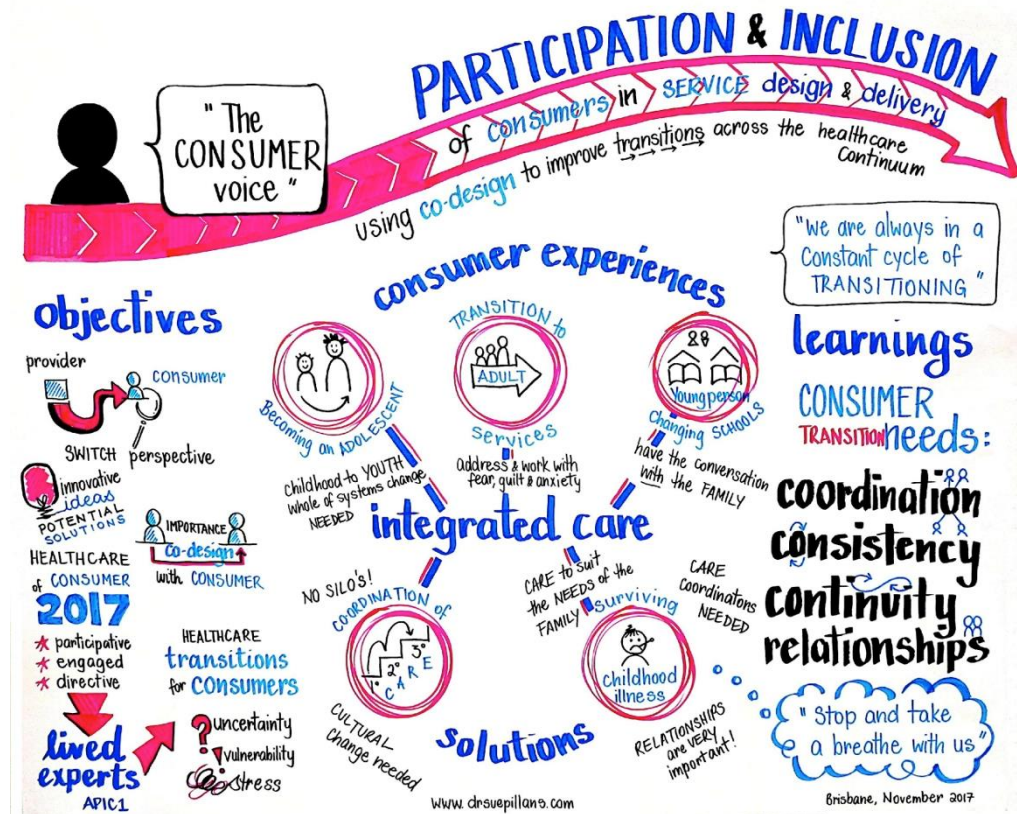 PARTICIPATION & INCLUSION
of consumers in SERVICE design & delivery
using co-design to improve transitions across the healthcare
Continuum
" The
CONSUMER
voice "
"We are always in a
Constant cycle of
TRANSITIONING "
objectives
provider
consumer
SWITCH perspective
innovative
ideas
POTENTIAL
SOLUTIONS
IMPORTANCE
co-design
with CONSUMER
HEALTHCARE
of CONSUMER
2017
* participative
* engaged
* directive
lived
experts
APIC1
HEALTHCARE
transitions
for CONSUMERS
? uncertainty
vulnerability
stress
consumer experiences
Becoming an ADOLESCENT
Childhood to YOUTH
whole of systems change
NEEDED
TRANSITION to
ADULT
services
address & work with
fear, guilt & anxiety
Young person
Changing SCHOOLS
have the conversation
with the FAMILY
integrated care
NO SILO'S!
COORDINATION of
1° 2° 3°
CARE
CULTURAL
change needed
CARE to suit
the NEEDS of the
FAMILY
surviving
childhood
illness
CARE
Coordinators
NEEDED
RELATIONSHIPS
are VERY
important!
solutions
www.drsuepillans.com
learnings
CONSUMER
TRANSITION needs:
coordination
consistency
continuity
relationships
" Stop and take
a breathe with us"
Brisbane, November 2017